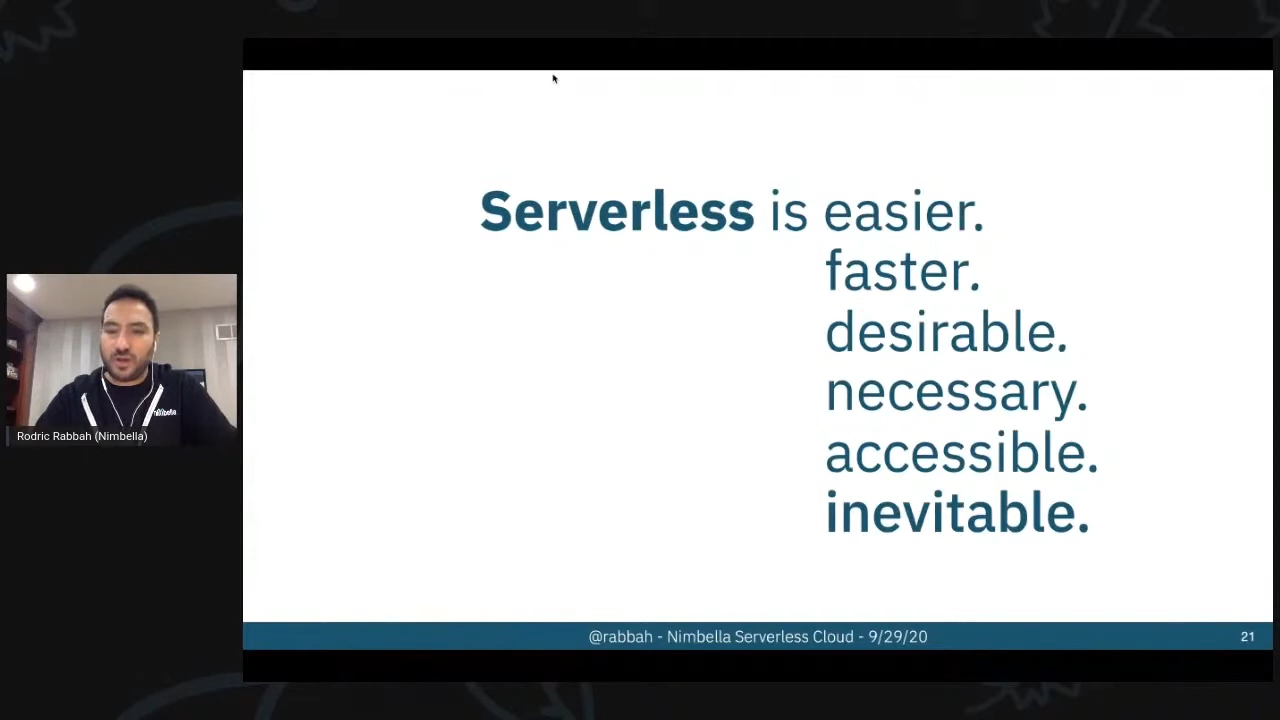 Serverless is easier.
faster.
desirable.
necessary.
accessible.
inevitable.
nimbella
Rodric Rabbah (Nimbella)
@rabbah - Nimbella Serverless Cloud - 9/29/20
21